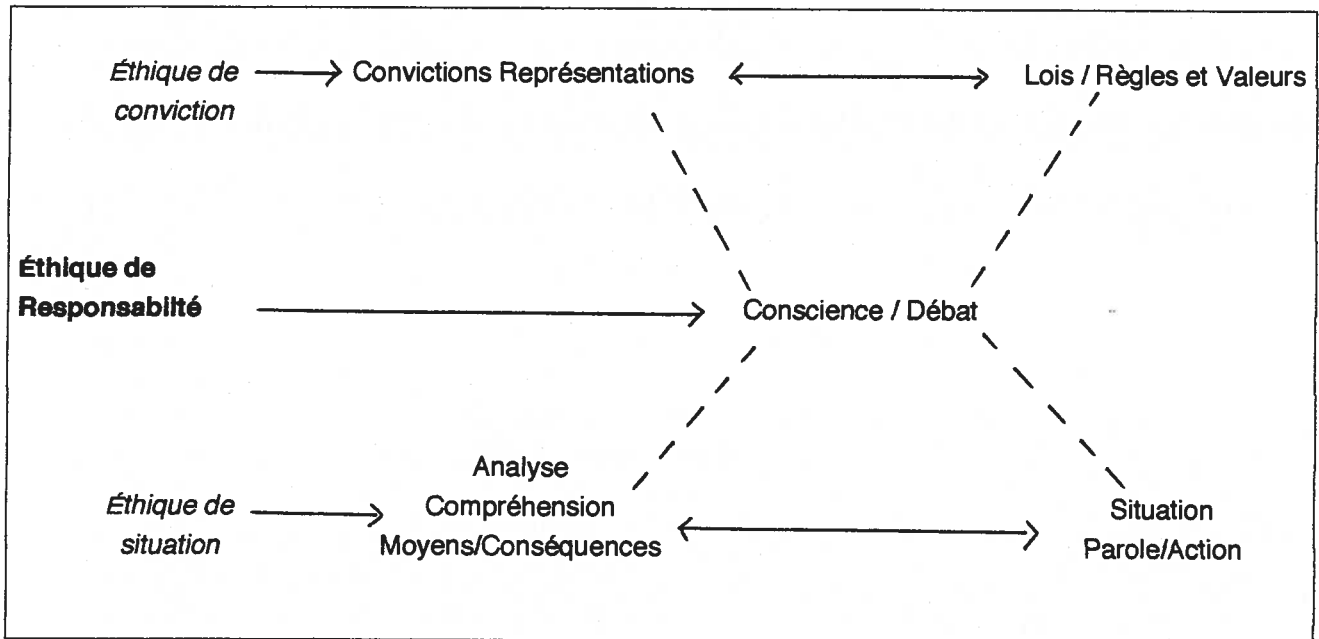 Éthique de
conviction
Convictions Représentations
Lois / Règles et Valeurs
Éthique de
Responsabilté
Conscience / Débat
Éthique de
situation
Analyse
Compréhension
Moyens/Conséquences
Situation
Parole/Action